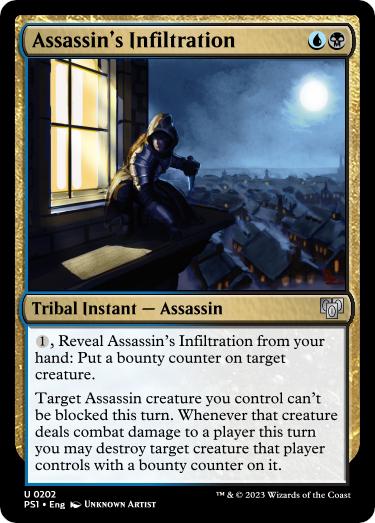 Assassin's Infiltration
Tribal Instant — Assassin
1, Reveal Assassin's Infiltration from your
hand: Put a bounty counter on target
creature.
Target Assassin creature you control can't
be blocked this turn. Whenever that creature
deals combat damage to a player this turn
you may destroy target creature that player
controls with a bounty counter on it.
U 0202
PS1 • Eng Unknown Artist
™ & © 2023 Wizards of the Coast